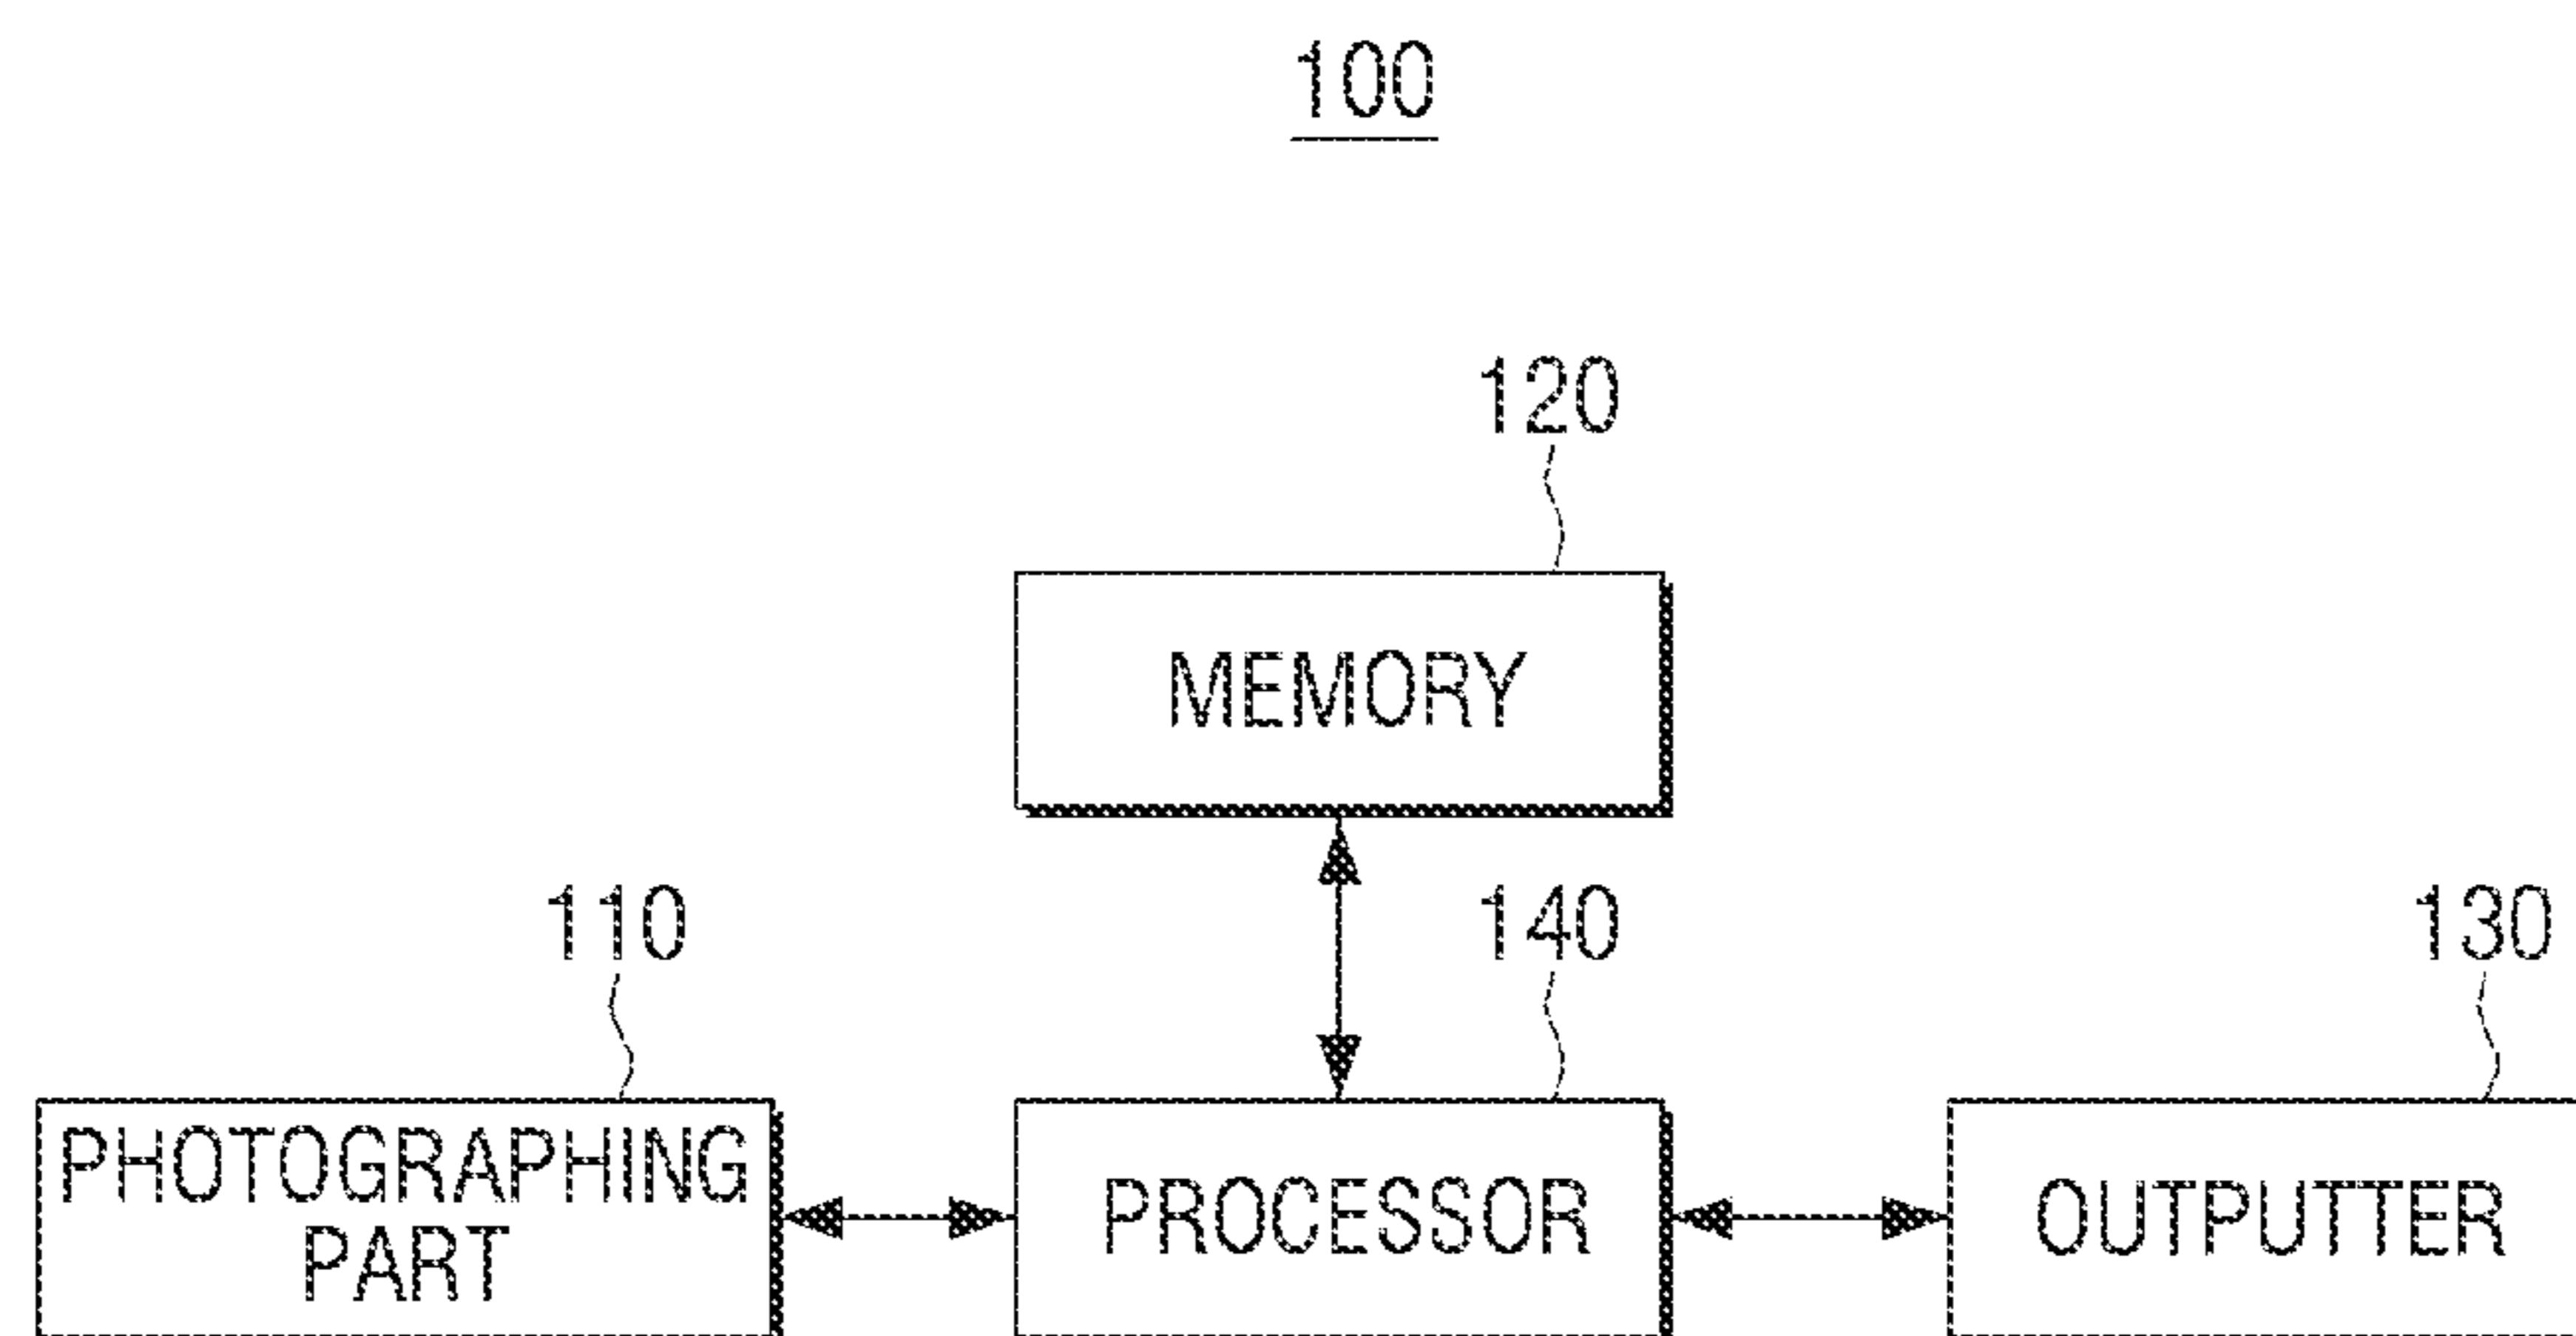 100
120
MEMORY
110
140
130
PHOTOGRAPHING
PART
PROCESSOR
OUTPUTTER